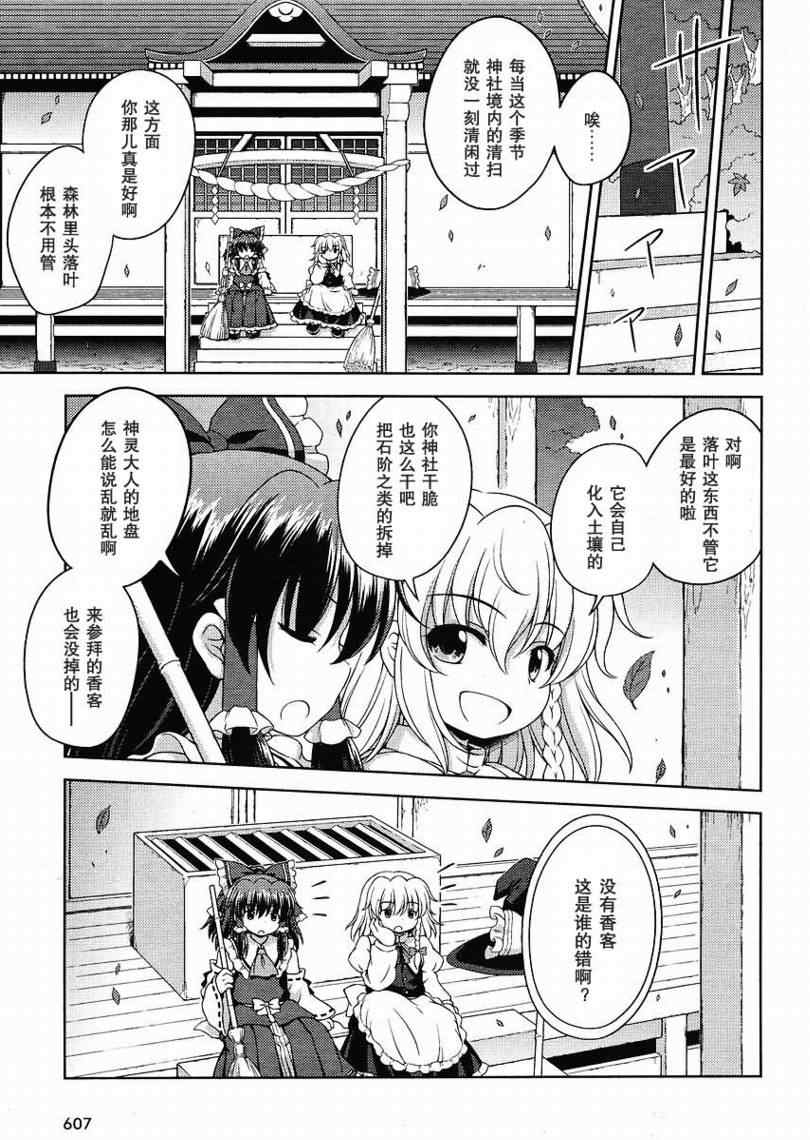 唉……
每当这个季节
神社境内的清扫
就没一刻清闲过
这方面
你那儿真是好啊
森林里头落叶
根本不用管
对啊
落叶这东西不管它
是最好的啦
它会自己
化入土壤的
你神社干脆
也这么干吧
把石阶之类的拆掉
神灵大人的地盘
怎么能说乱就乱啊
来参拜的香客
也会没掉的——
没有香客
这是谁的错啊？
607